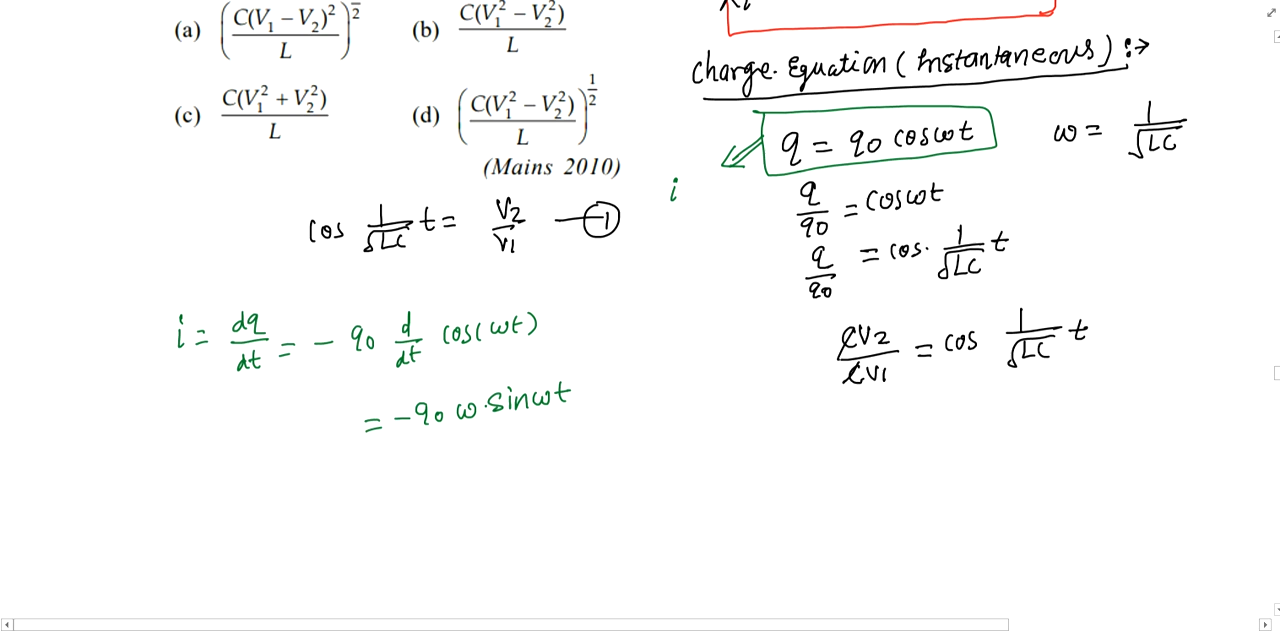 (a) (C(V₁ – V₂)²/L)^(1/2) (b) C(V₁² – V₂²)/L
(c) C(V₁² + V₂²)/L (d) (C(V₁² – V₂²)/L)^(1/2)
(Mains 2010)
cos 1/√LC t = V2/V1 — ①
i = dq/dt = - q0 d/dt cos(wt)
= - q0 ω. sinωt
Charge. Equation (Instantaneous) :→
q = q0 cosωt ω = 1/√LC
i
q/q0 = cosωt
q/q0 = cos. 1/√LC t
CV2/CV1 = cos 1/√LC t